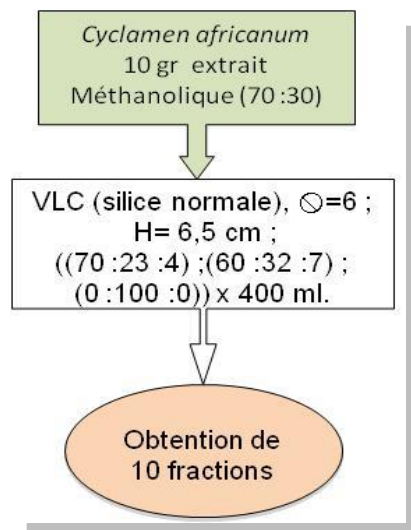 Cyclamen africanum
10 gr extrait
Méthanolique (70 :30)
VLC (silice normale), ⦸=6 ;
H= 6,5 cm ;
((70 :23 :4) ;(60 :32 :7) ;
(0 :100 :0)) x 400 ml.
Obtention de
10 fractions